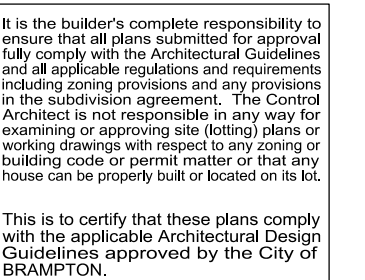 It is the builder's complete responsibility to
ensure that all plans submitted for approval
fully comply with the Architectural Guidelines
and all applicable regulations and requirements
including zoning provisions and any provisions
in the subdivision agreement. The Control
Architect is not responsible in any way for
examining or approving site (lotting) plans or
working drawings with respect to any zoning or
building code or permit matter or that any
house can be properly built or located on its lot.
This is to certify that these plans comply
with the applicable Architectural Design
Guidelines approved by the City of
BRAMPTON.